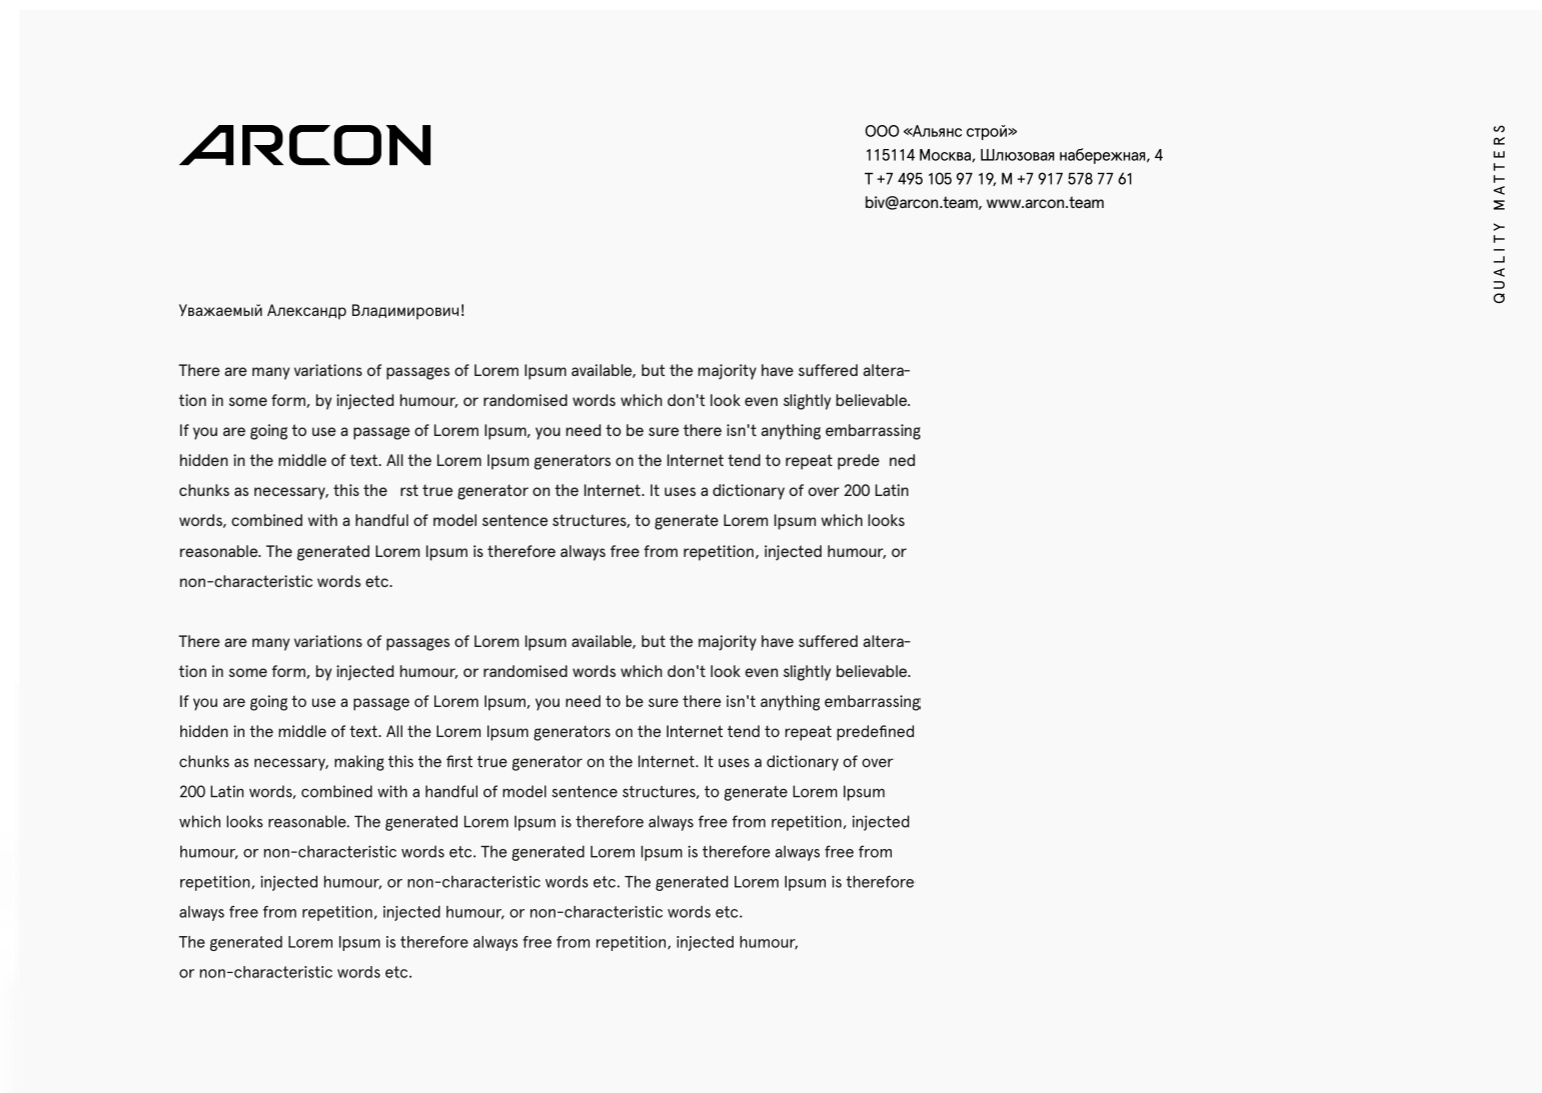 ARCON
ООО «Альянс строй»
115114 Москва, Шлюзовая набережная, 4
T +7 495 105 97 19, M +7 917 578 77 61
biv@arcon.team, www.arcon.team
QUALITY MATTERS
Уважаемый Александр Владимирович!
There are many variations of passages of Lorem Ipsum available, but the majority have suffered altera-
tion in some form, by injected humour, or randomised words which don't look even slightly believable.
If you are going to use a passage of Lorem Ipsum, you need to be sure there isn't anything embarrassing
hidden in the middle of text. All the Lorem Ipsum generators on the Internet tend to repeat prede  ned
chunks as necessary, this the   rst true generator on the Internet. It uses a dictionary of over 200 Latin
words, combined with a handful of model sentence structures, to generate Lorem Ipsum which looks
reasonable. The generated Lorem Ipsum is therefore always free from repetition, injected humour, or
non-characteristic words etc.
There are many variations of passages of Lorem Ipsum available, but the majority have suffered altera-
tion in some form, by injected humour, or randomised words which don't look even slightly believable.
If you are going to use a passage of Lorem Ipsum, you need to be sure there isn't anything embarrassing
hidden in the middle of text. All the Lorem Ipsum generators on the Internet tend to repeat predefined
chunks as necessary, making this the first true generator on the Internet. It uses a dictionary of over
200 Latin words, combined with a handful of model sentence structures, to generate Lorem Ipsum
which looks reasonable. The generated Lorem Ipsum is therefore always free from repetition, injected
humour, or non-characteristic words etc. The generated Lorem Ipsum is therefore always free from
repetition, injected humour, or non-characteristic words etc. The generated Lorem Ipsum is therefore
always free from repetition, injected humour, or non-characteristic words etc.
The generated Lorem Ipsum is therefore always free from repetition, injected humour,
or non-characteristic words etc.